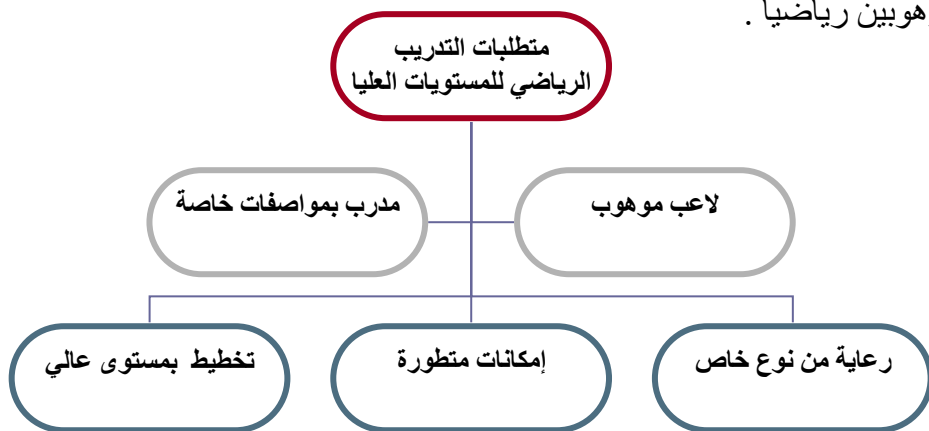 رياضيا .
متطلبات التدريب
الرياضي للمستويات العليا
لاعب موهوب
مدرب بمواصفات خاصة
رعاية من نوع خاص
إمكانات متطورة
تخطيط بمستوى عالي